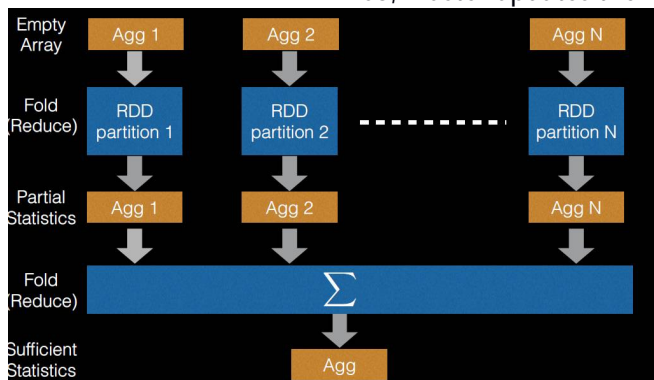 Empty
Array
Agg 1
Agg 2
Agg N
Fold
(Reduce)
RDD
partition 1
RDD
partition 2
RDD
partition N
Partial
Statistics
Agg 1
Agg 2
Agg N
Fold
(Reduce)
Σ
Sufficient
Statistics
Agg